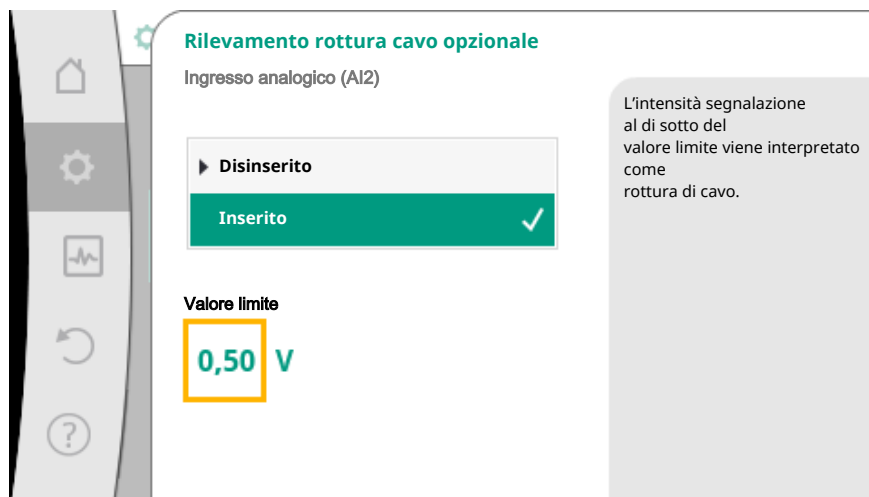 Rilevamento rottura cavo opzionale
Ingresso analogico (AI2)
Disinserito
Inserito
Valore limite
0,50 V
L'intensità segnalazione
al di sotto del
valore limite viene interpretato
come
rottura di cavo.
?